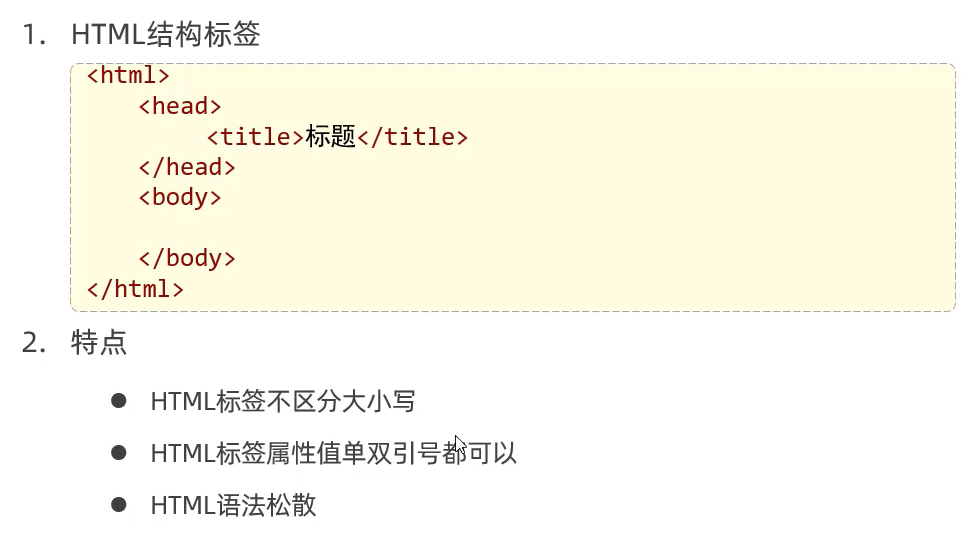 1. HTML结构标签
<html>
<head>
<title>标题</title>
</head>
<body>
</body>
</html>
2. 特点
● HTML标签不区分大小写
● HTML标签属性值单双引号都可以
● HTML语法松散